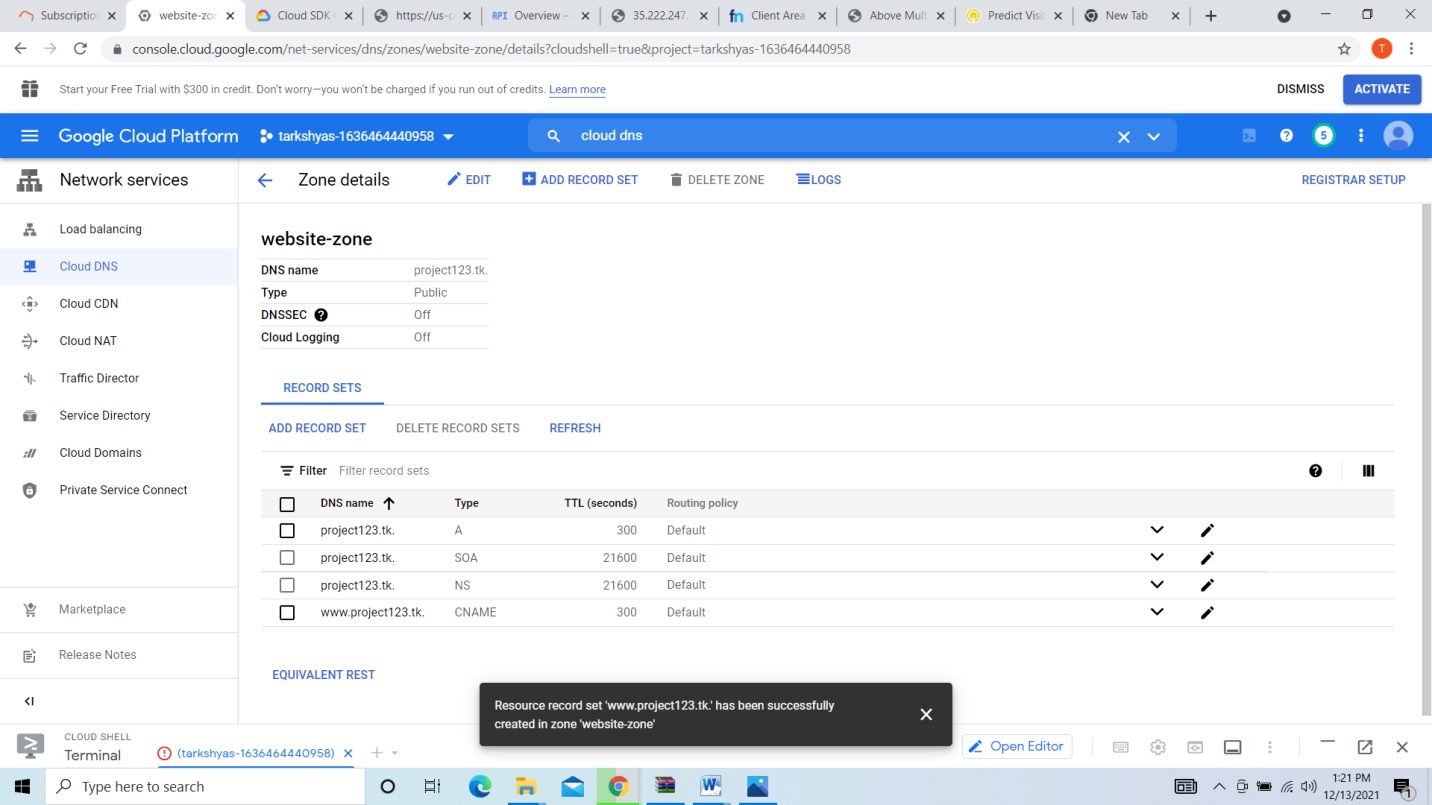 Subscription
website-zon
Cloud SDK
https://us-c
API Overview –
35.222.247.
fn Client Area
Above Mult
Predict Visit
New Tab
console.cloud.google.com/net-services/dns/zones/website-zone/details?cloudshell=true&project=tarkshyas-1636464440958
T
Start your Free Trial with $300 in credit. Don't worry—you won't be charged if you run out of credits. Learn more
DISMISS
ACTIVATE
Google Cloud Platform
tarkshyas-1636464440958
cloud dns
5
Network services
Zone details
EDIT
ADD RECORD SET
DELETE ZONE
LOGS
REGISTRAR SETUP
Load balancing
Cloud DNS
Cloud CDN
Cloud NAT
Traffic Director
Service Directory
Cloud Domains
Private Service Connect
Marketplace
Release Notes
website-zone
DNS name project123.tk.
Type Public
DNSSEC Off
Cloud Logging Off
RECORD SETS
ADD RECORD SET DELETE RECORD SETS REFRESH
Filter Filter record sets
DNS name Type TTL (seconds) Routing policy
project123.tk. A 300 Default
project123.tk. SOA 21600 Default
project123.tk. NS 21600 Default
www.project123.tk. CNAME 300 Default
EQUIVALENT REST
Resource record set 'www.project123.tk.' has been successfully
created in zone 'website-zone'
CLOUD SHELL
Terminal
(tarkshyas-1636464440958)
Open Editor
Type here to search
1:21 PM
12/13/2021
1